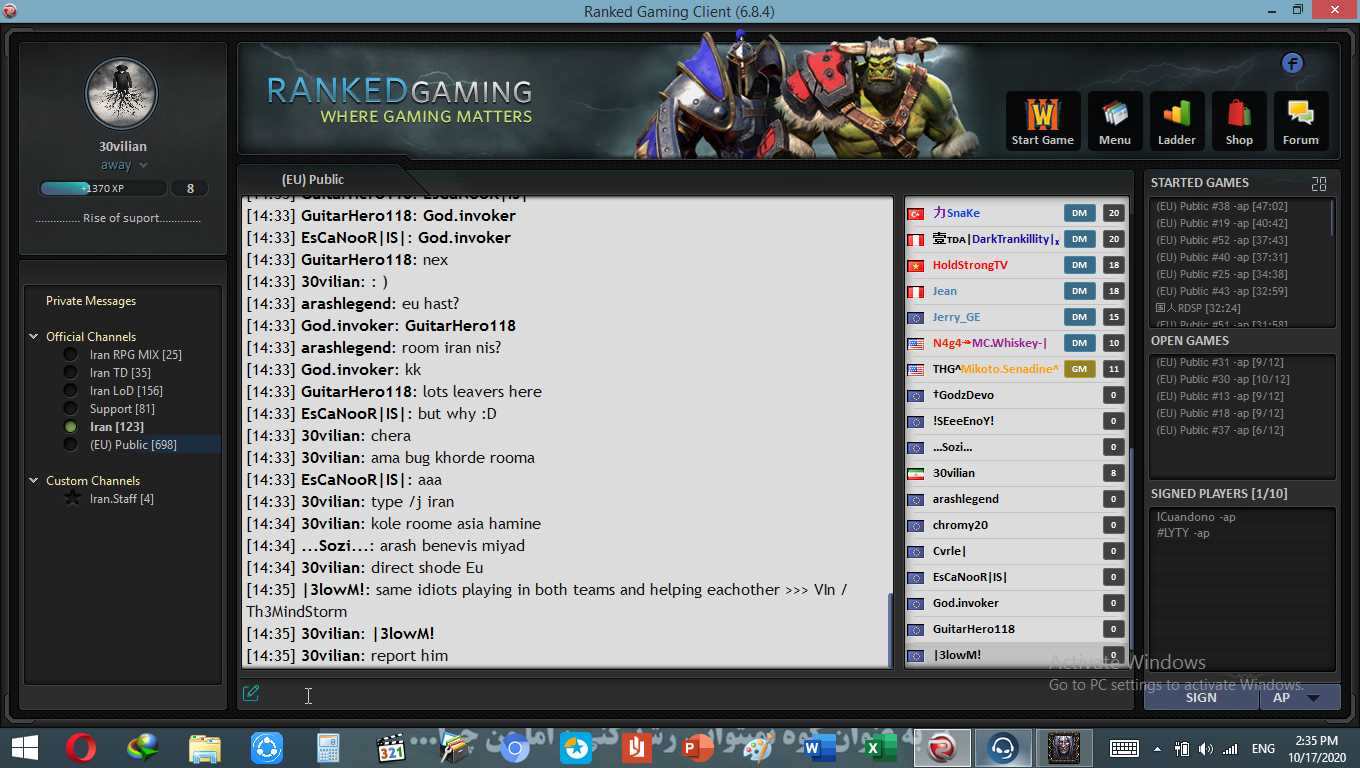 Ranked Gaming Client (6.8.4)
RANKEDGAMING
WHERE GAMING MATTERS
Start Game
Menu
Ladder
Shop
Forum
30vilian
away
+1370 XP
8
.............. Rise of suport.............
Private Messages
Official Channels
Iran RPG MIX [25]
Iran TD [35]
Iran LoD [156]
Support [81]
Iran [123]
(EU) Public [698]
Custom Channels
Iran.Staff [4]
(EU) Public
[14:33] GuitarHero118: EsCaNooR|IS|
[14:33] GuitarHero118: God.invoker
[14:33] EsCaNooR|IS|: God.invoker
[14:33] GuitarHero118: nex
[14:33] 30vilian: : )
[14:33] arashlegend: eu hast?
[14:33] God.invoker: GuitarHero118
[14:33] arashlegend: room iran nis?
[14:33] God.invoker: kk
[14:33] GuitarHero118: lots leavers here
[14:33] EsCaNooR|IS|: but why :D
[14:33] 30vilian: chera
[14:33] 30vilian: ama bug khorde rooma
[14:33] EsCaNooR|IS|: aaa
[14:33] 30vilian: type /j iran
[14:34] 30vilian: kole roome asia hamine
[14:34] ...Sozi...: arash benevis miyad
[14:34] 30vilian: direct shode Eu
[14:35] |3lowM!: same idiots playing in both teams and helping eachother >>> VIn /
Th3MindStorm
[14:35] 30vilian: |3lowM!
[14:35] 30vilian: report him
力SnaKe DM 20
壹TDA|DarkTrankillity| DM 20
HoldStrongTV DM 18
Jean DM 18
Jerry_GE DM 15
N4g4➔MC.Whiskey-| DM 10
THG^Mikoto.Senadine^ GM 11
†GodzDevo 0
!SEeeEnoY! 0
...Sozi... 0
30vilian 8
arashlegend 0
chromy20 0
Cvrle| 0
EsCaNooR|IS| 0
God.invoker 0
GuitarHero118 0
|3lowM! 0
STARTED GAMES 28
(EU) Public #38 -ap [47:02]
(EU) Public #19 -ap [40:42]
(EU) Public #52 -ap [37:43]
(EU) Public #40 -ap [37:31]
(EU) Public #25 -ap [34:38]
(EU) Public #43 -ap [32:59]
国人RDSP [32:24]
(EU) Public #51 -ap [31:58]
OPEN GAMES
(EU) Public #31 -ap [9/12]
(EU) Public #30 -ap [10/12]
(EU) Public #13 -ap [9/12]
(EU) Public #18 -ap [9/12]
(EU) Public #37 -ap [6/12]
SIGNED PLAYERS [1/10]
ICuandono -ap
#LYTY -ap
Activate Windows
Go to PC settings to activate Windows.
SIGN
AP
321
ENG
2:35 PM
10/17/2020